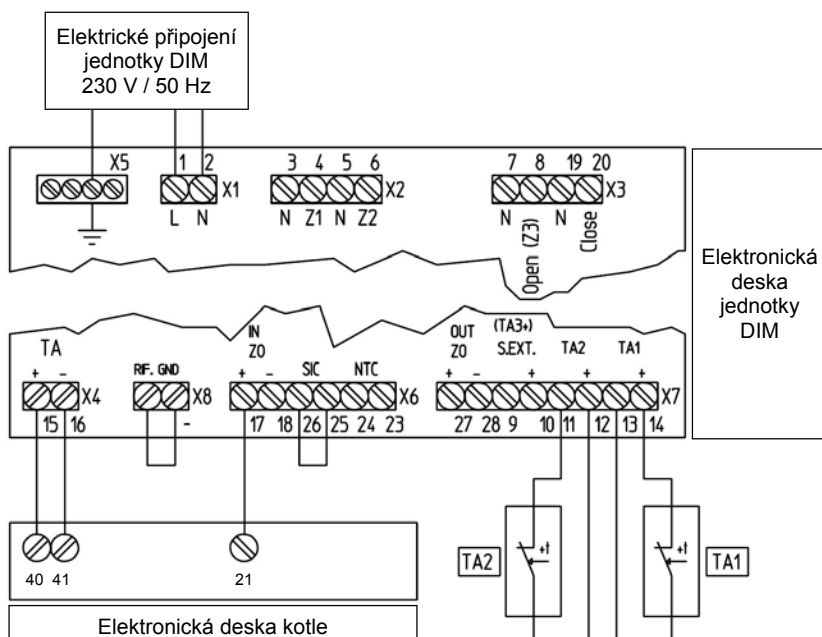 Elektrické připojení
jednotky DIM
230 V / 50 Hz
X5 1 2 X1 3 4 5 6 X2 7 8 19 20 X3
L N N Z1 N Z2 N Open (Z3) N Close
Elektronická
deska
jednotky
DIM
TA IN Z0 SIC NTC OUT Z0 (TA3+) S.EXT. TA2 TA1
RIF. GND
+ - X4 X8 + - X6 + - + + + X7
15 16 - 17 18 26 25 24 23 27 28 9 10 11 12 13 14
40 41 21
TA2 +t +t TA1
Elektronická deska kotle